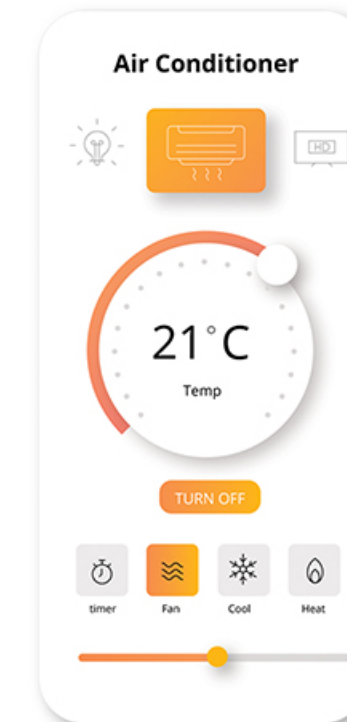 Air Conditioner
HD
21°C
Temp
TURN OFF
timer
Fan
Cool
Heat